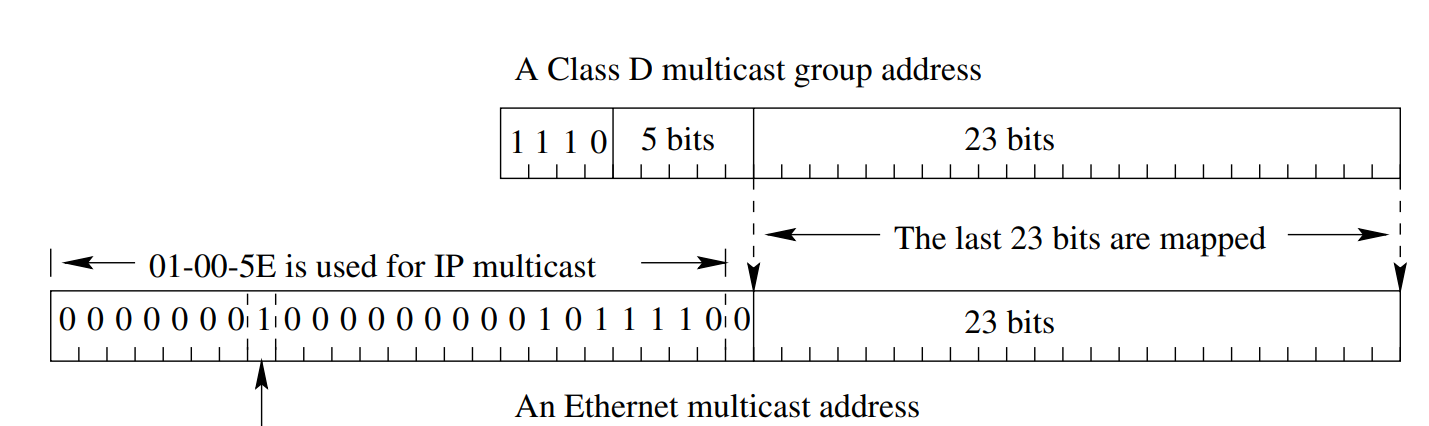 A Class D multicast group address
1 1 1 0 5 bits 23 bits
The last 23 bits are mapped
01-00-5E is used for IP multicast
0 0 0 0 0 0 0 1 0 0 0 0 0 0 0 0 0 1 0 1 1 1 1 0 0 23 bits
An Ethernet multicast address